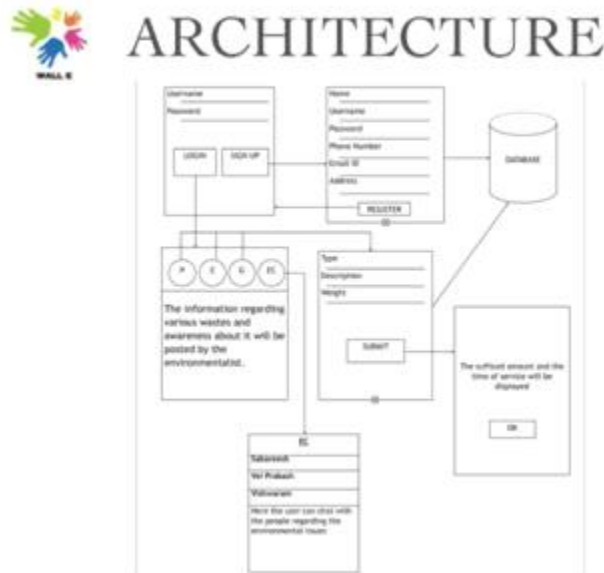 WALL E
ARCHITECTURE
Username
Password
LOGIN
SIGN UP
Name
Username
Password
Phone Number
Email ID
Address
REGISTER
DATABASE
P
E
G
EC
The information regarding
various wastes and
awareness about it will be
posted by the
environmentalist.
Type
Description
Weight
SUBMIT
The sufficed amount and the
time of service will be
displayed
OK
EC
Sabareesh
Vel Prakash
Vishwaram
Here the user can chat with
the people regarding the
environmental issues